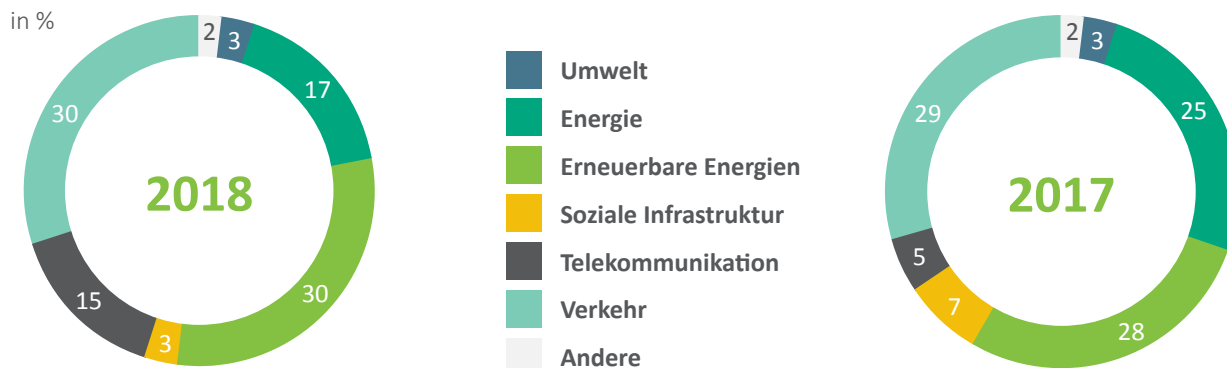 in %
2
3
17
30
3
15
30
2018
Umwelt
Energie
Erneuerbare Energien
Soziale Infrastruktur
Telekommunikation
Verkehr
Andere
2
3
25
28
7
5
29
2017